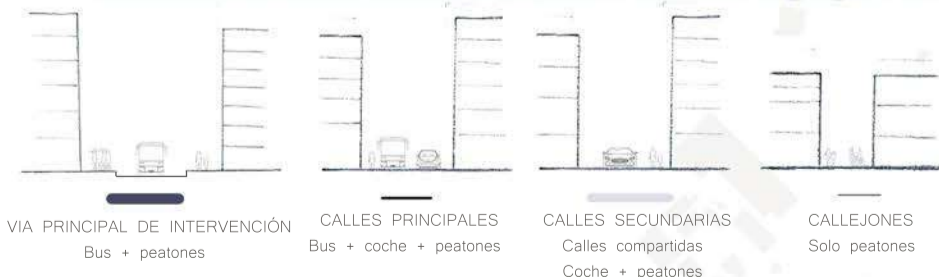 VIA PRINCIPAL DE INTERVENCIÓN
Bus + peatones
CALLES PRINCIPALES
Bus + coche + peatones
CALLES SECUNDARIAS
Calles compartidas
Coche + peatones
CALLEJONES
Solo peatones